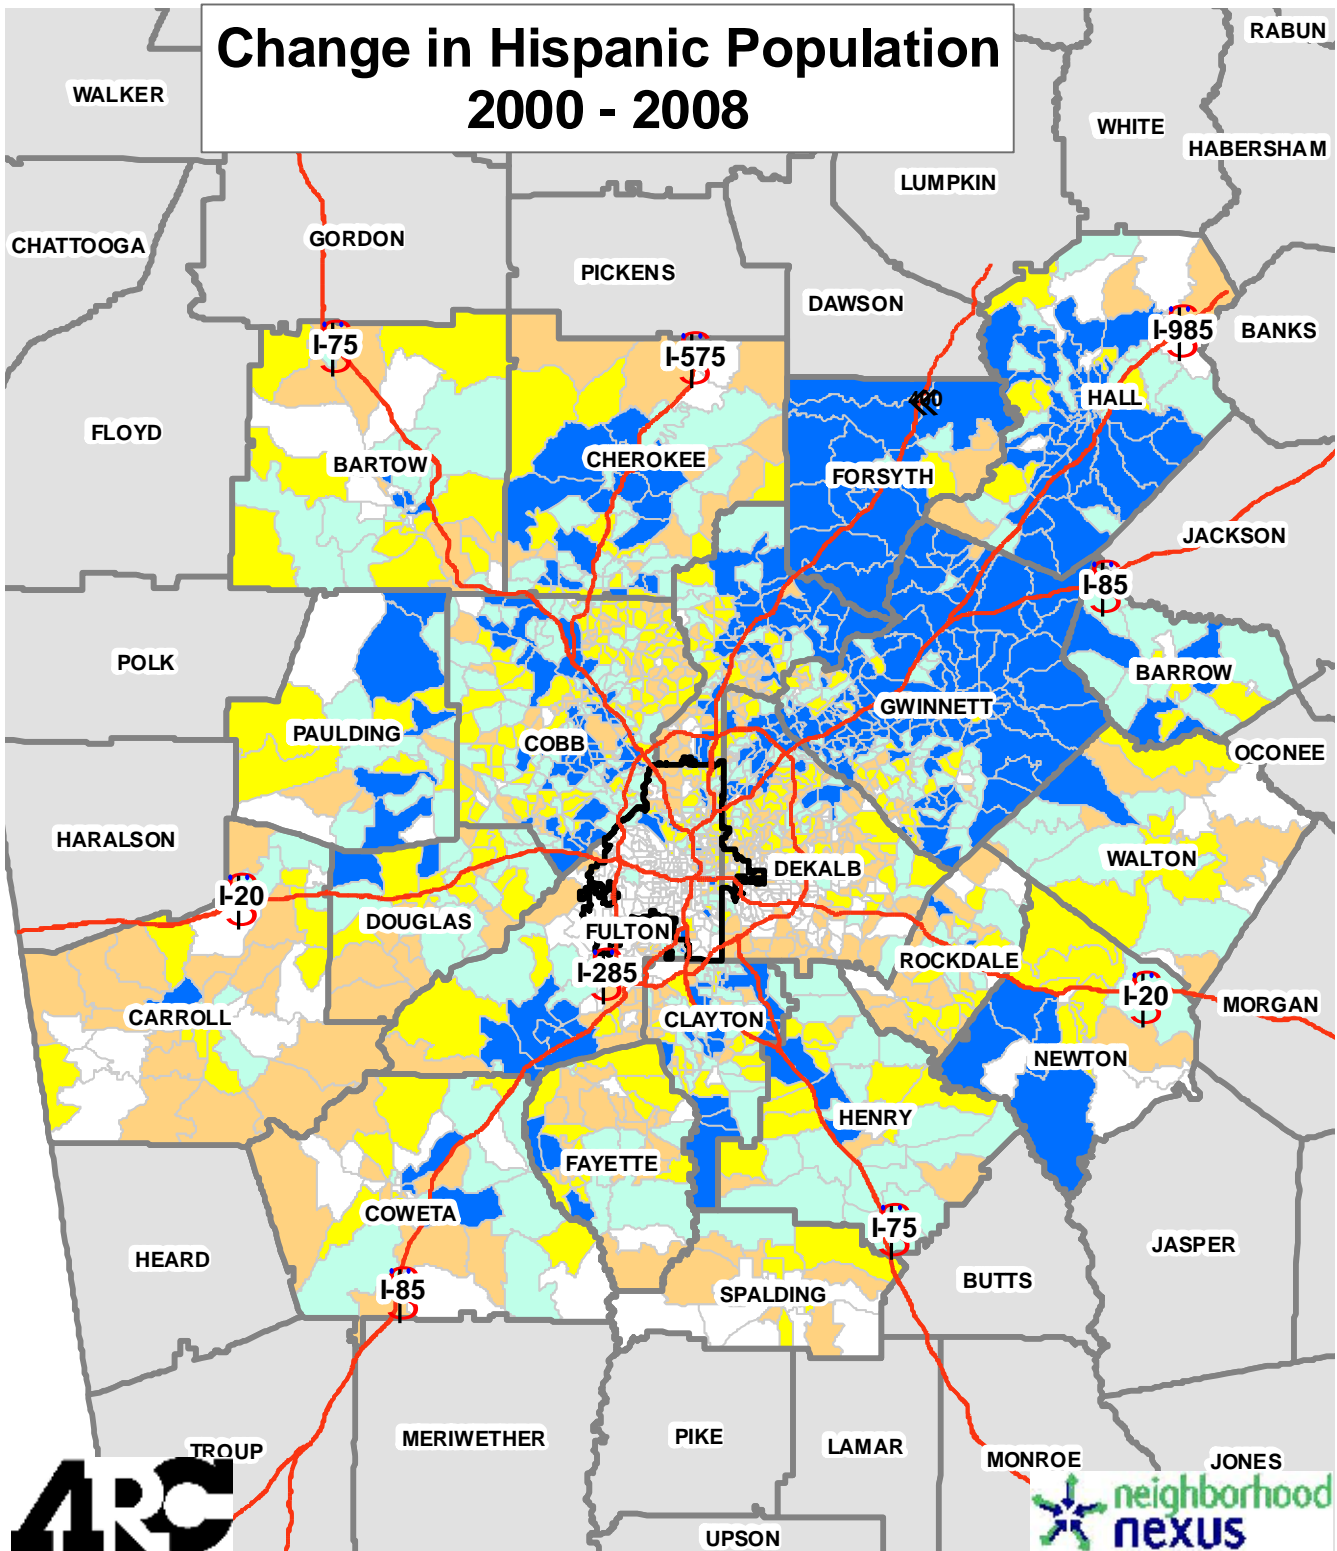 Change in Hispanic Population
2000 - 2008
RABUN
WALKER
WHITE
HABERSHAM
LUMPKIN
CHATTOOGA
GORDON
PICKENS
DAWSON
I-75
I-575
I-985
BANKS
400
HALL
FLOYD
BARTOW
CHEROKEE
FORSYTH
JACKSON
I-85
POLK
BARROW
PAULDING
COBB
GWINNETT
OCONEE
HARALSON
DEKALB
WALTON
I-20
DOUGLAS
FULTON
ROCKDALE
I-285
I-20
MORGAN
CARROLL
CLAYTON
NEWTON
HENRY
FAYETTE
COWETA
I-75
HEARD
JASPER
I-85
SPALDING
BUTTS
TROUP
MERIWETHER
PIKE
LAMAR
MONROE
JONES
ARC
neighborhood
nexus
UPSON